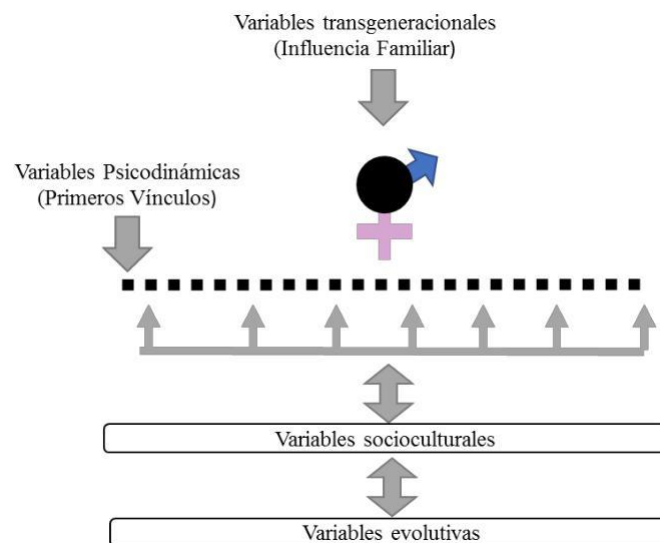 Variables transgeneracionales
(Influencia Familiar)
Variables Psicodinámicas
(Primeros Vínculos)
Variables socioculturales
Variables evolutivas